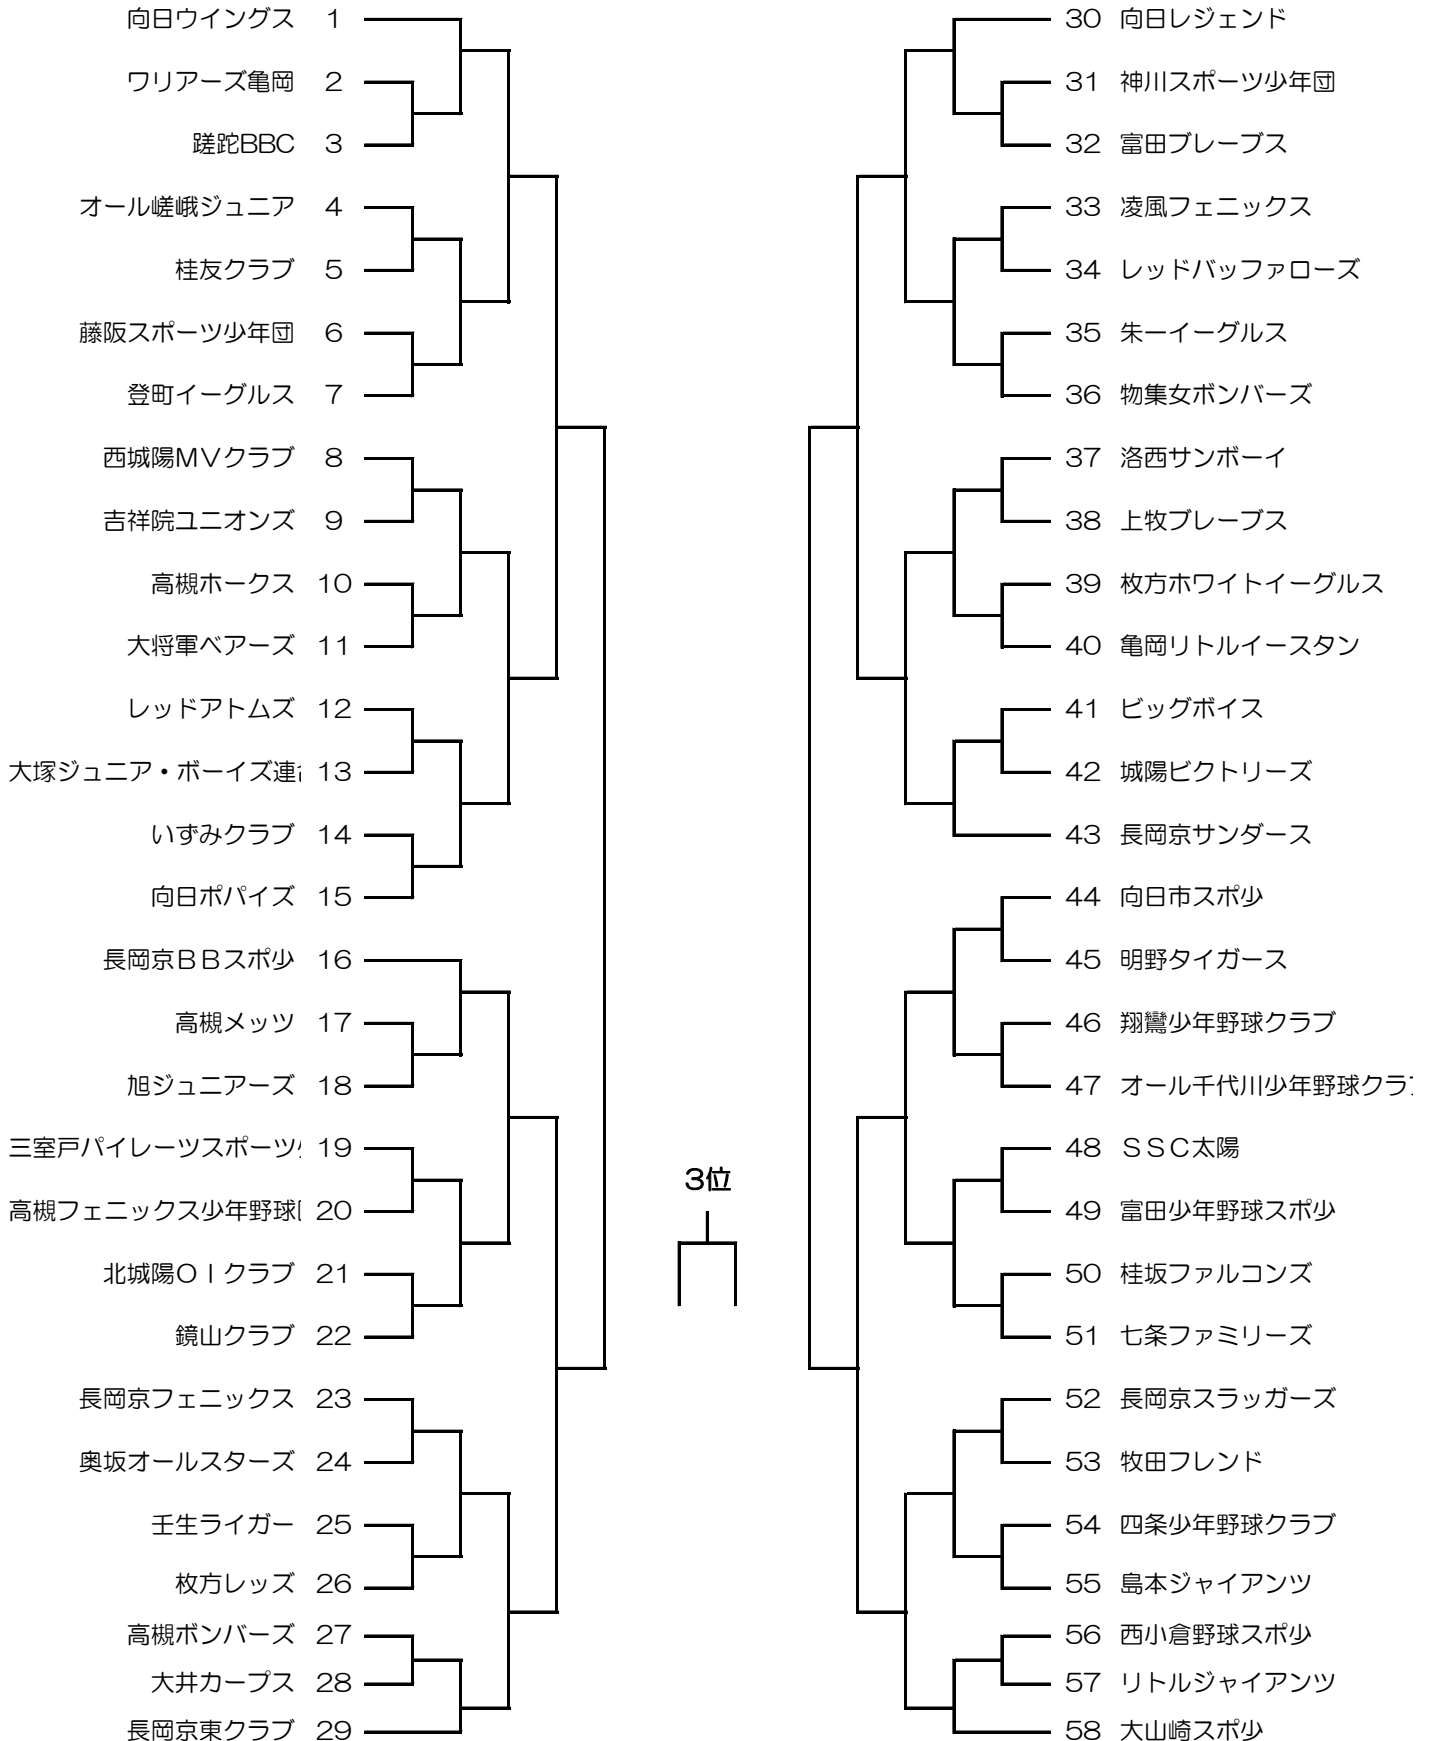 向日ウイングス 1
ワリアーズ亀岡 2
蹉跎BBC 3
オール嵯峨ジュニア 4
桂友クラブ 5
藤阪スポーツ少年団 6
登町イーグルス 7
西城陽MVクラブ 8
吉祥院ユニオンズ 9
高槻ホークス 10
大将軍ベアーズ 11
レッドアトムズ 12
大塚ジュニア・ボーイズ連 13
いずみクラブ 14
向日ポパイズ 15
長岡京ＢＢスポ少 16
高槻メッツ 17
旭ジュニアーズ 18
三室戸パイレーツスポーツ 19
高槻フェニックス少年野球 20
北城陽ＯＩクラブ 21
鏡山クラブ 22
長岡京フェニックス 23
奥坂オールスターズ 24
壬生ライガー 25
枚方レッズ 26
高槻ボンバーズ 27
大井カープス 28
長岡京東クラブ 29
3位
30 向日レジェンド
31 神川スポーツ少年団
32 富田ブレーブス
33 凌風フェニックス
34 レッドバッファローズ
35 朱一イーグルス
36 物集女ボンバーズ
37 洛西サンボーイ
38 上牧ブレーブス
39 枚方ホワイトイーグルス
40 亀岡リトルイースタン
41 ビッグボイス
42 城陽ビクトリーズ
43 長岡京サンダース
44 向日市スポ少
45 明野タイガース
46 翔鸞少年野球クラブ
47 オール千代川少年野球クラ
48 ＳＳＣ太陽
49 富田少年野球スポ少
50 桂坂ファルコンズ
51 七条ファミリーズ
52 長岡京スラッガーズ
53 牧田フレンド
54 四条少年野球クラブ
55 島本ジャイアンツ
56 西小倉野球スポ少
57 リトルジャイアンツ
58 大山崎スポ少